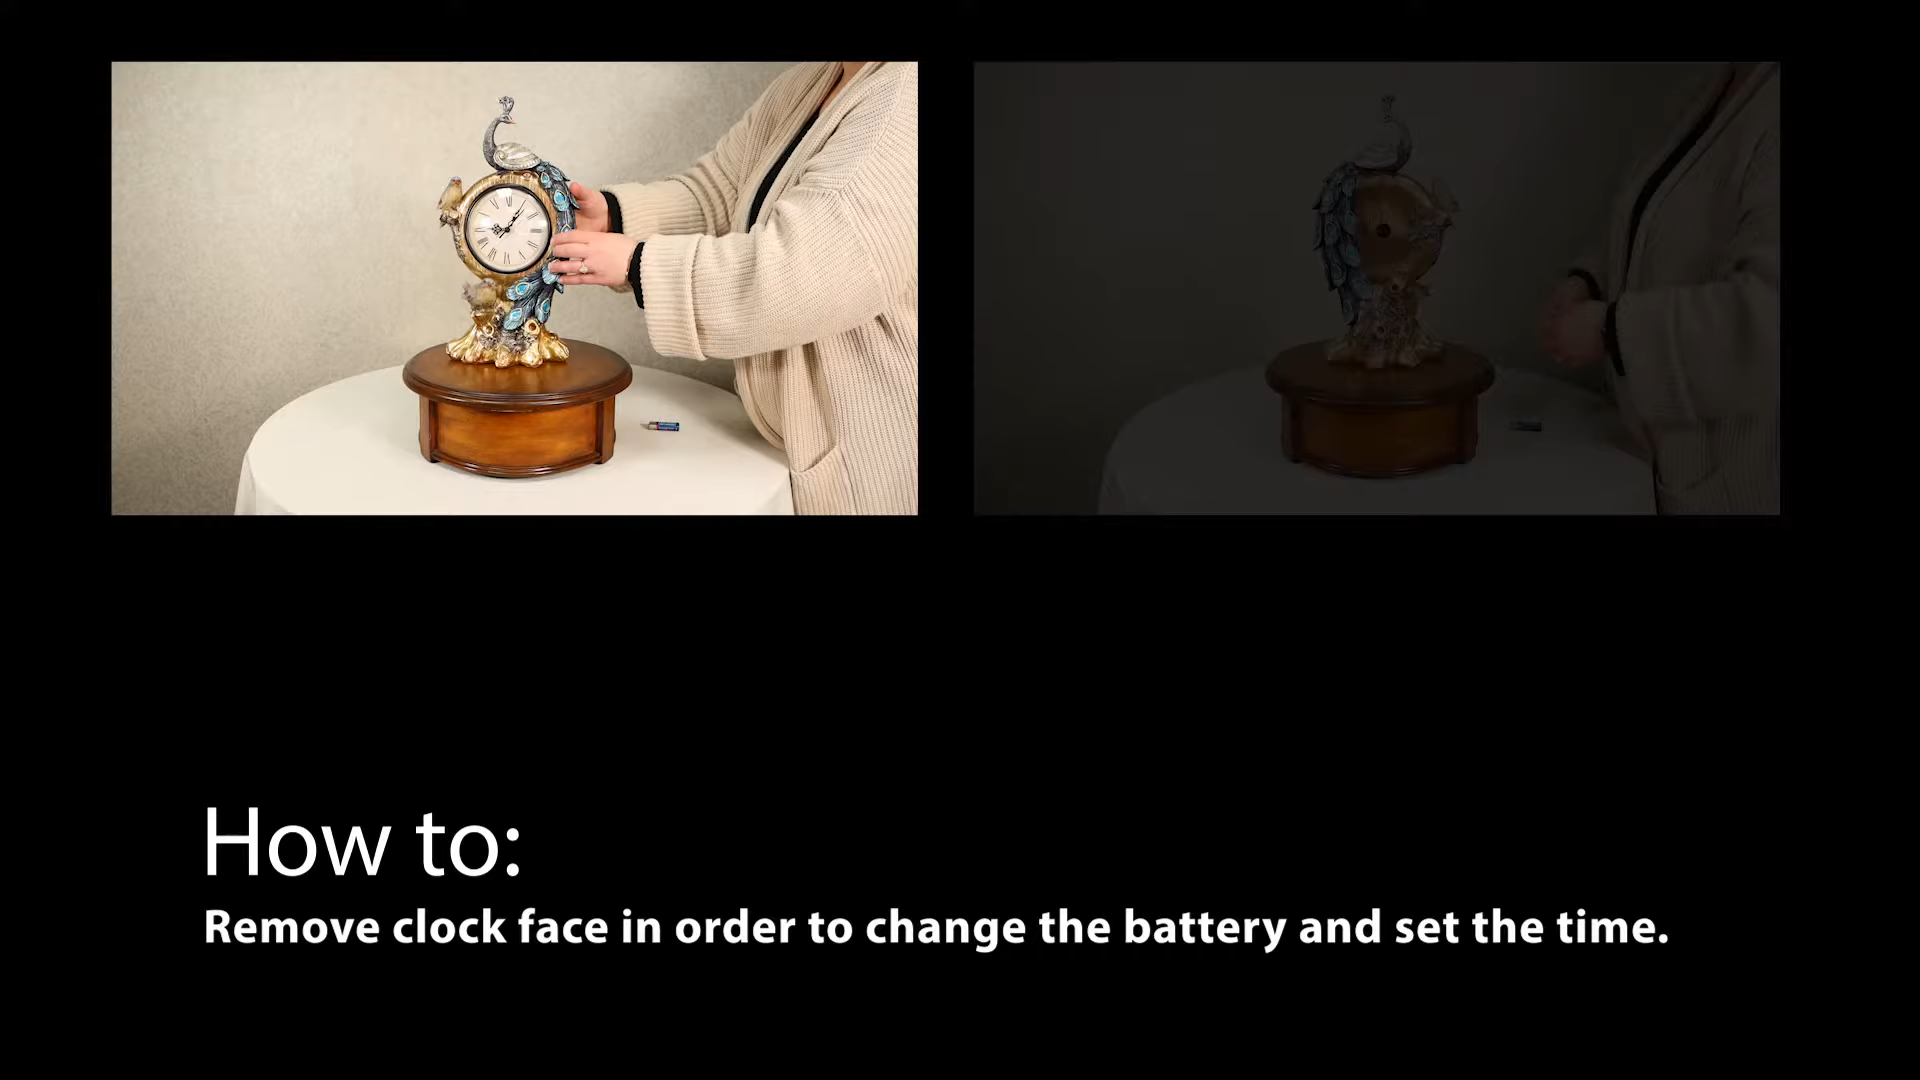 How to:
Remove clock face in order to change the battery and set the time.